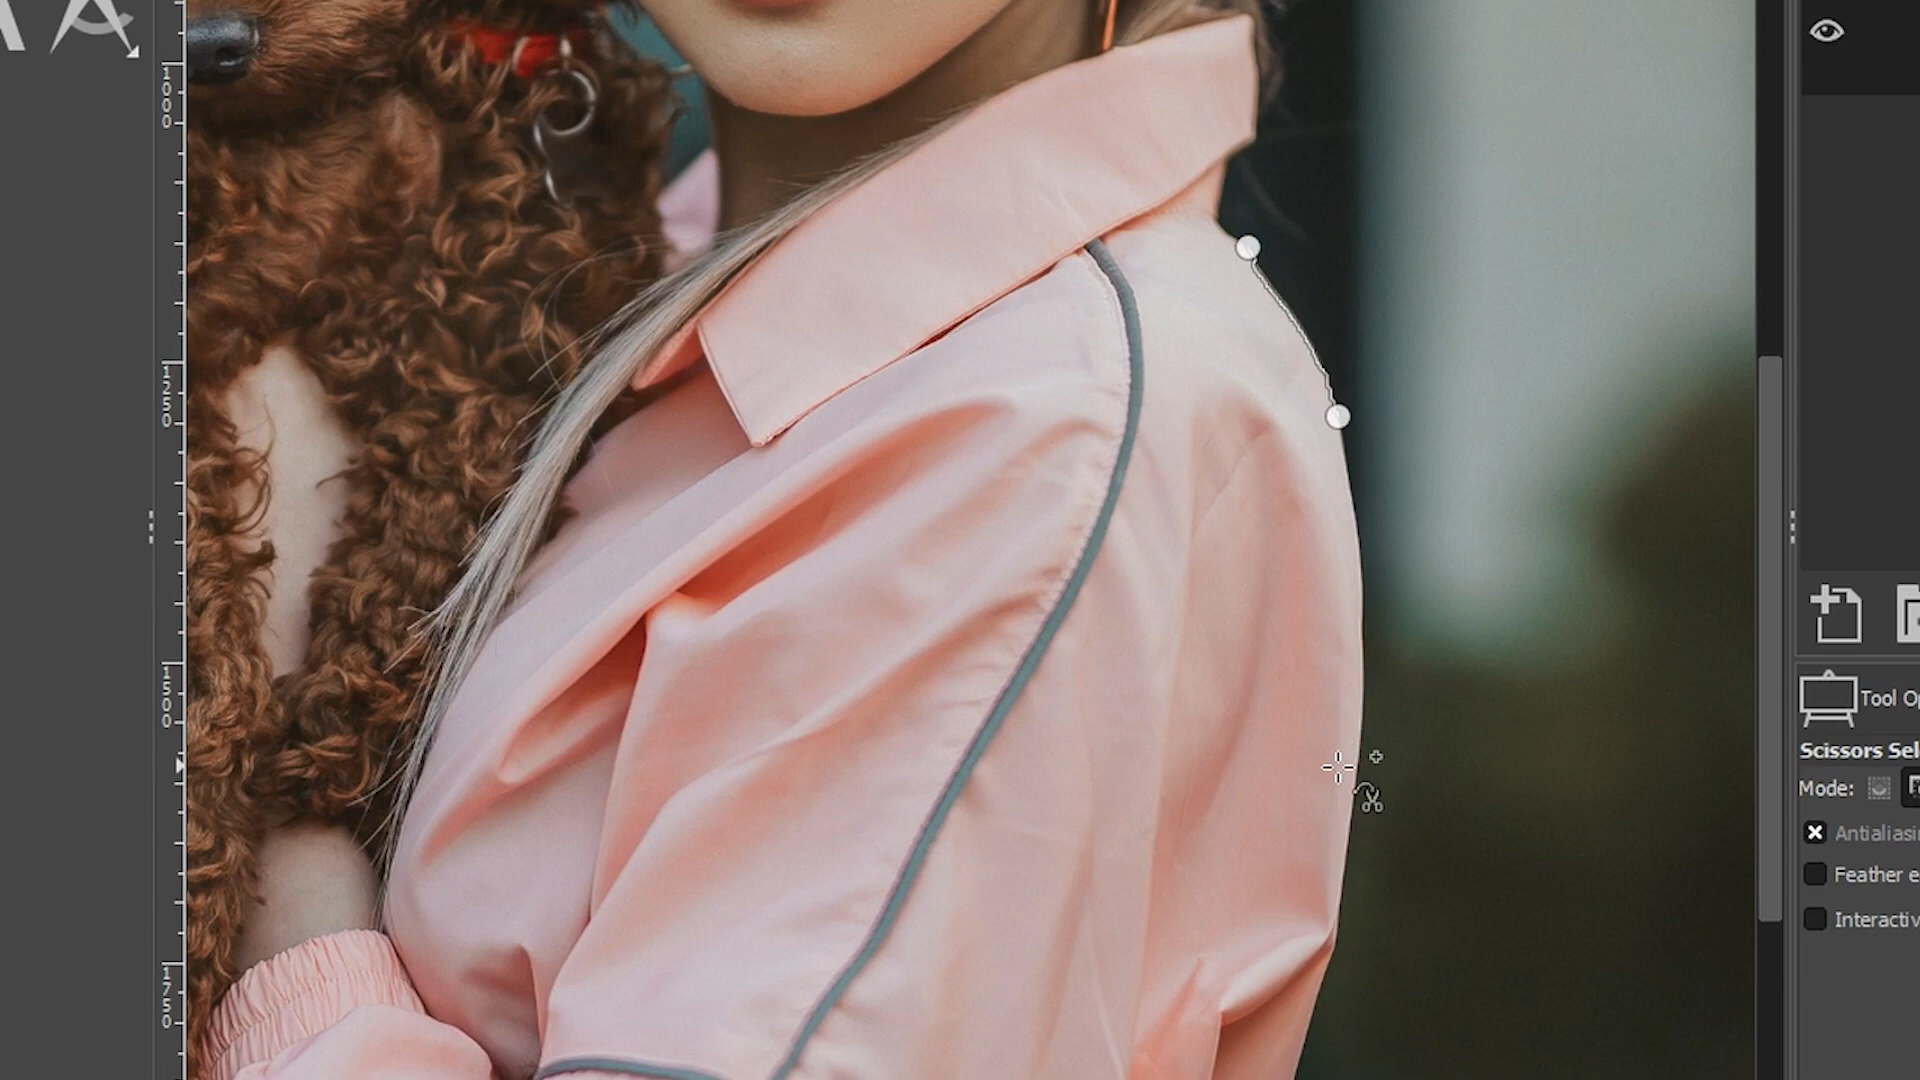 1000
1250
1500
1750
Tool Op
Scissors Sel
Mode:
Antialiasi
Feather e
Interactiv